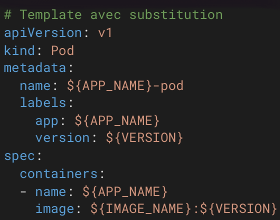 # Template avec substitution
apiVersion: v1
kind: Pod
metadata:
  name: ${APP_NAME}-pod
  labels:
    app: ${APP_NAME}
    version: ${VERSION}
spec:
  containers:
  - name: ${APP_NAME}
    image: ${IMAGE_NAME}:${VERSION}